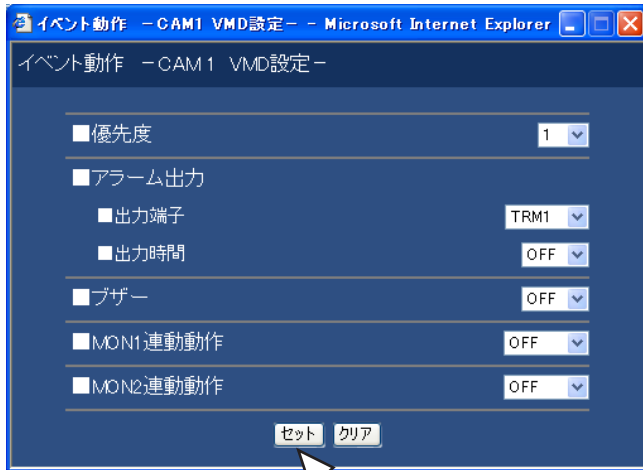 イベント動作 －CAM1 VMD設定－ - Microsoft Internet Explorer
イベント動作 －CAM1 VMD設定－
■優先度 1
■アラーム出力
■出力端子 TRM1
■出力時間 OFF
■ブザー OFF
■MON1連動動作 OFF
■MON2連動動作 OFF
セット クリア